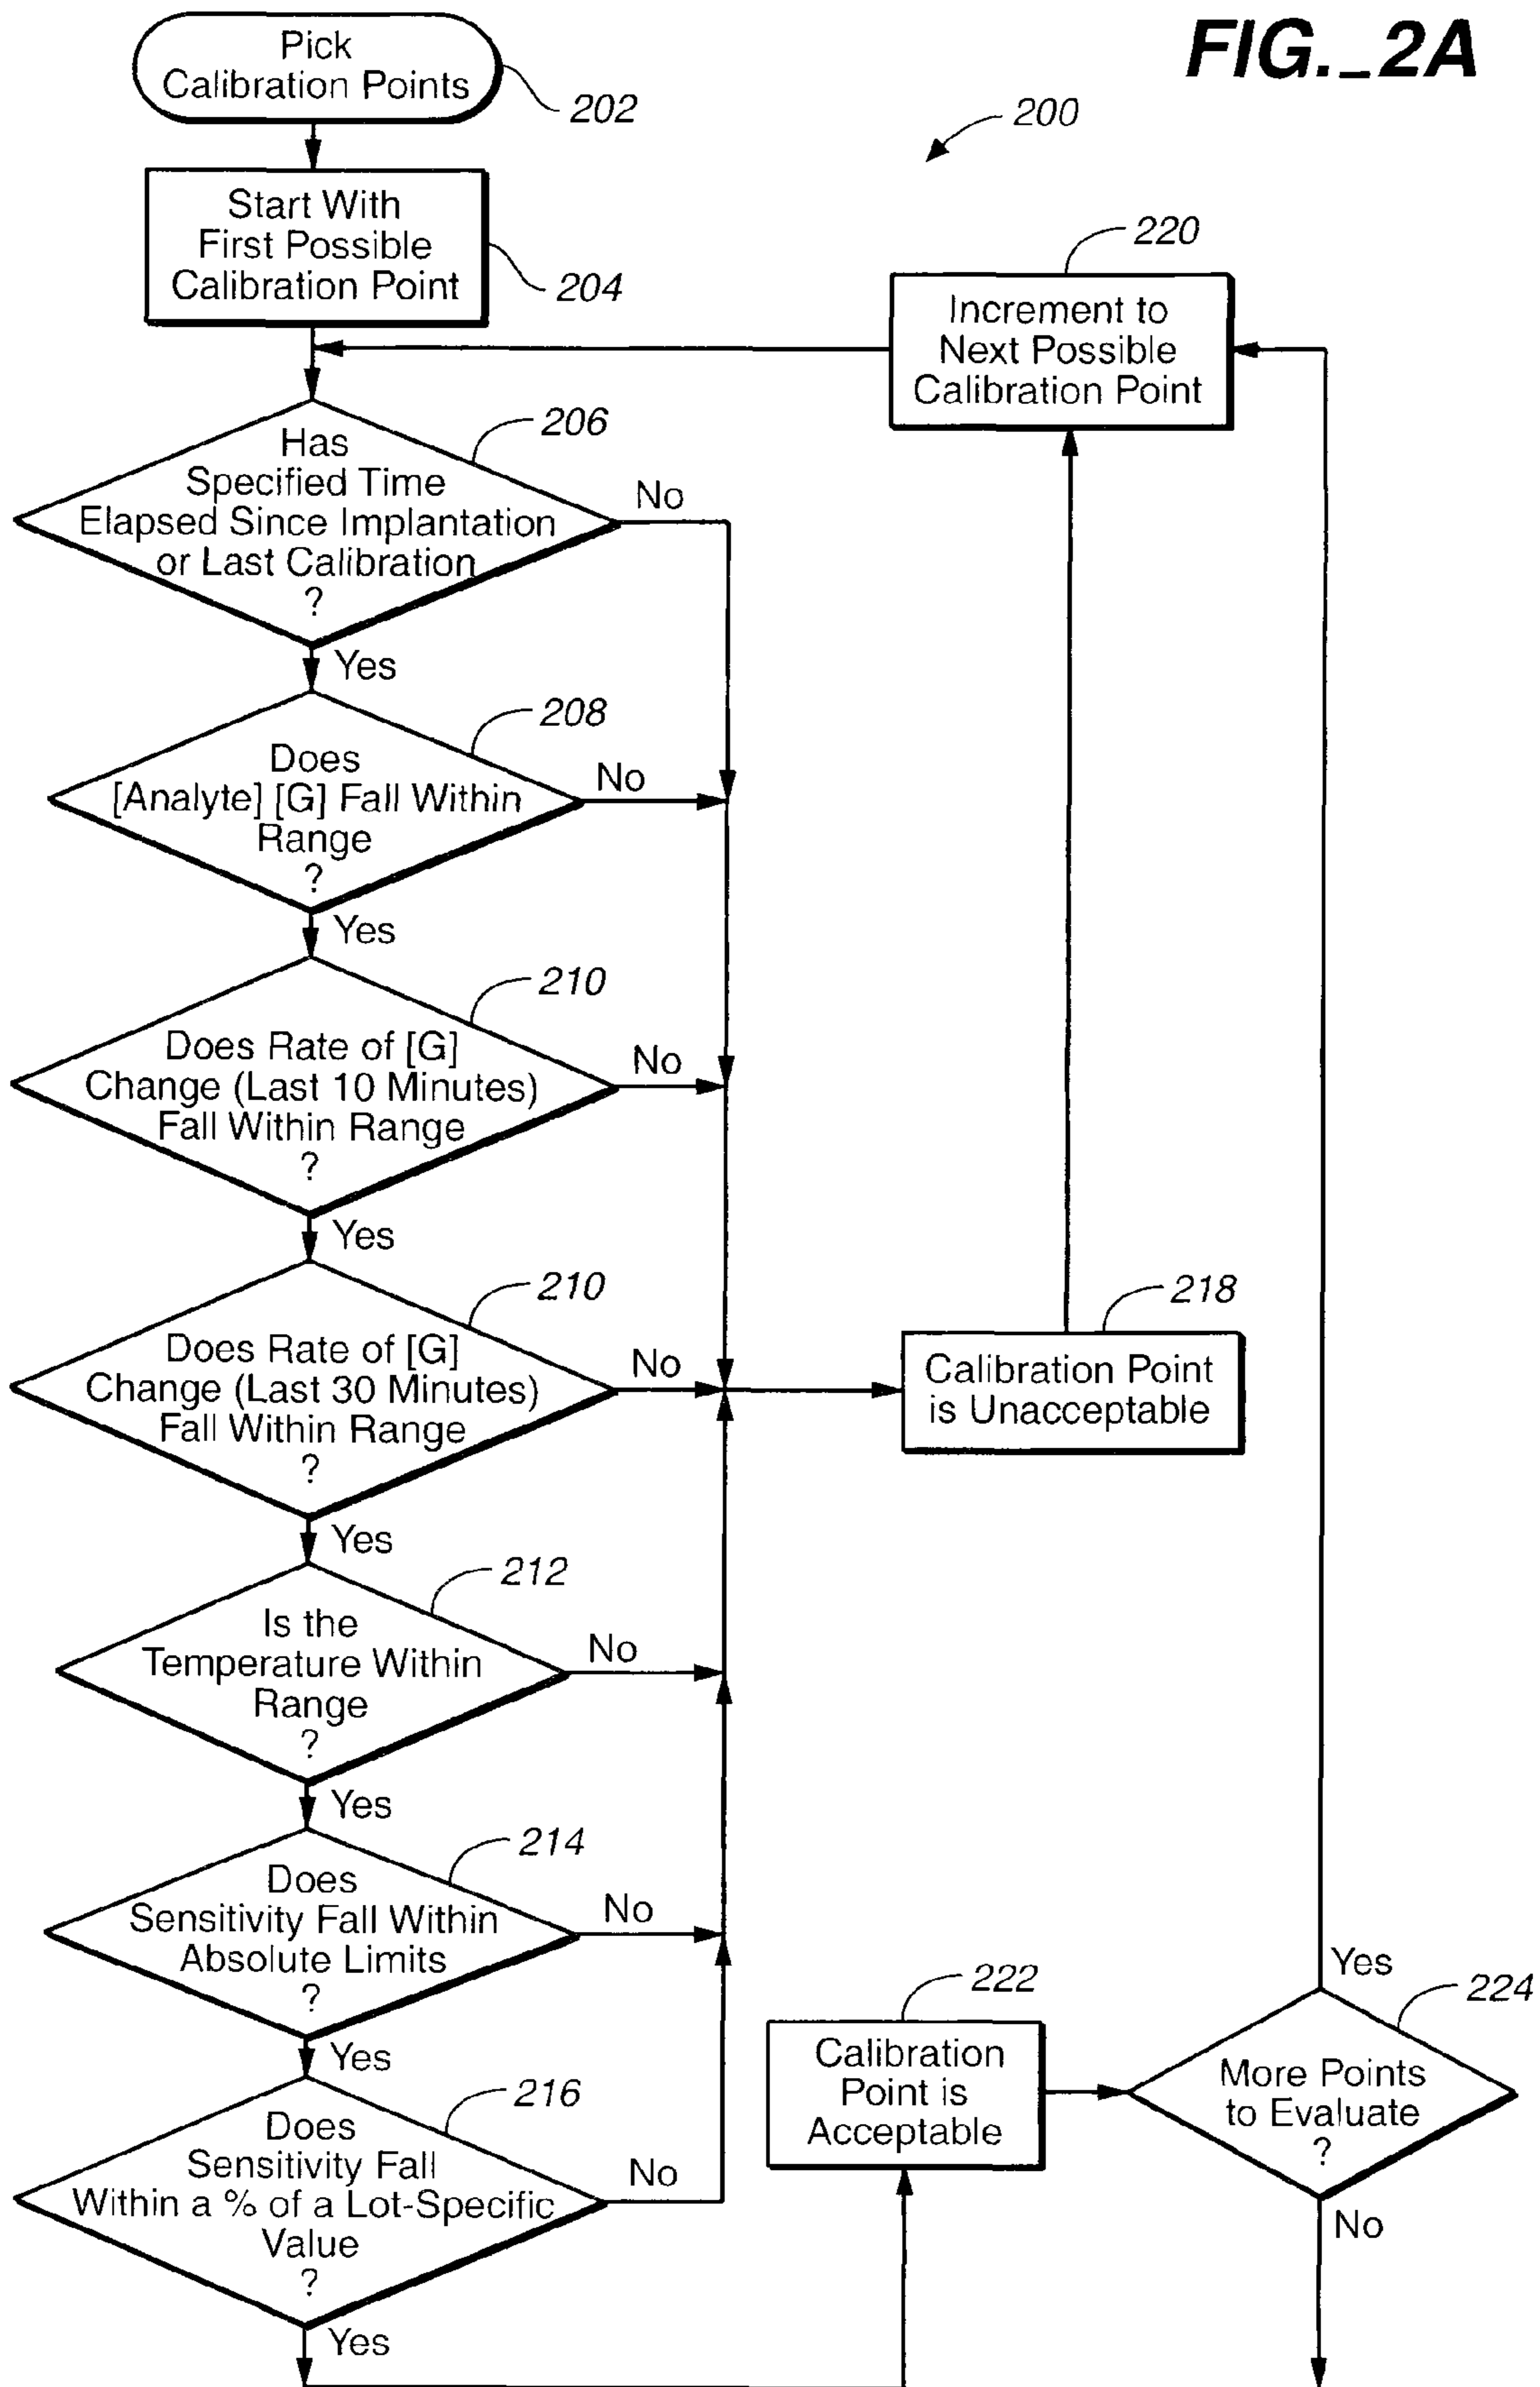 FIG._2A
Pick
Calibration Points
202
200
Start With
First Possible
Calibration Point
204
220
Increment to
Next Possible
Calibration Point
206
Has
Specified Time
Elapsed Since Implantation
or Last Calibration
?
No
Yes
208
Does
[Analyte] [G] Fall Within
Range
?
No
Yes
210
Does Rate of [G]
Change (Last 10 Minutes)
Fall Within Range
?
No
Yes
210
Does Rate of [G]
Change (Last 30 Minutes)
Fall Within Range
?
No
218
Calibration Point
is Unacceptable
Yes
212
Is the
Temperature Within
Range
?
No
Yes
214
Does
Sensitivity Fall Within
Absolute Limits
?
No
Yes
216
Does
Sensitivity Fall
Within a % of a Lot-Specific
Value
?
No
Yes
222
Calibration
Point is
Acceptable
Yes
224
More Points
to Evaluate
?
No